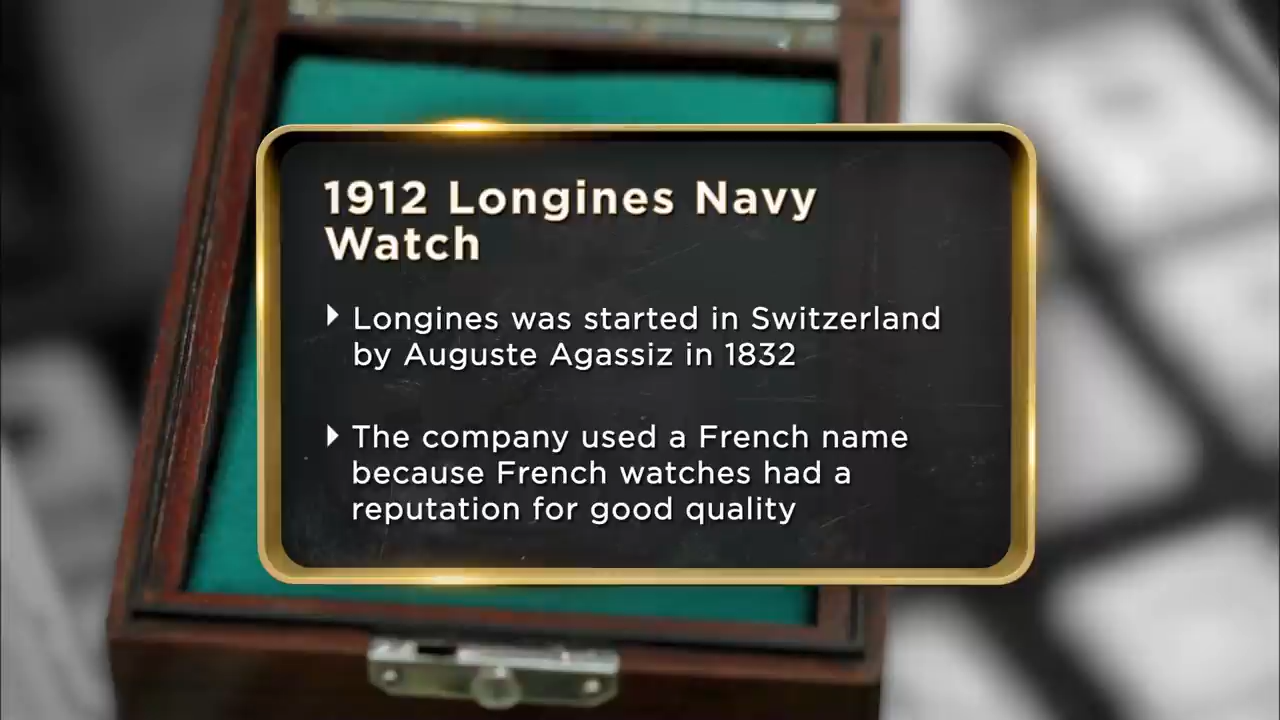 1912 Longines Navy
Watch
Longines was started in Switzerland
by Auguste Agassiz in 1832
The company used a French name
because French watches had a
reputation for good quality